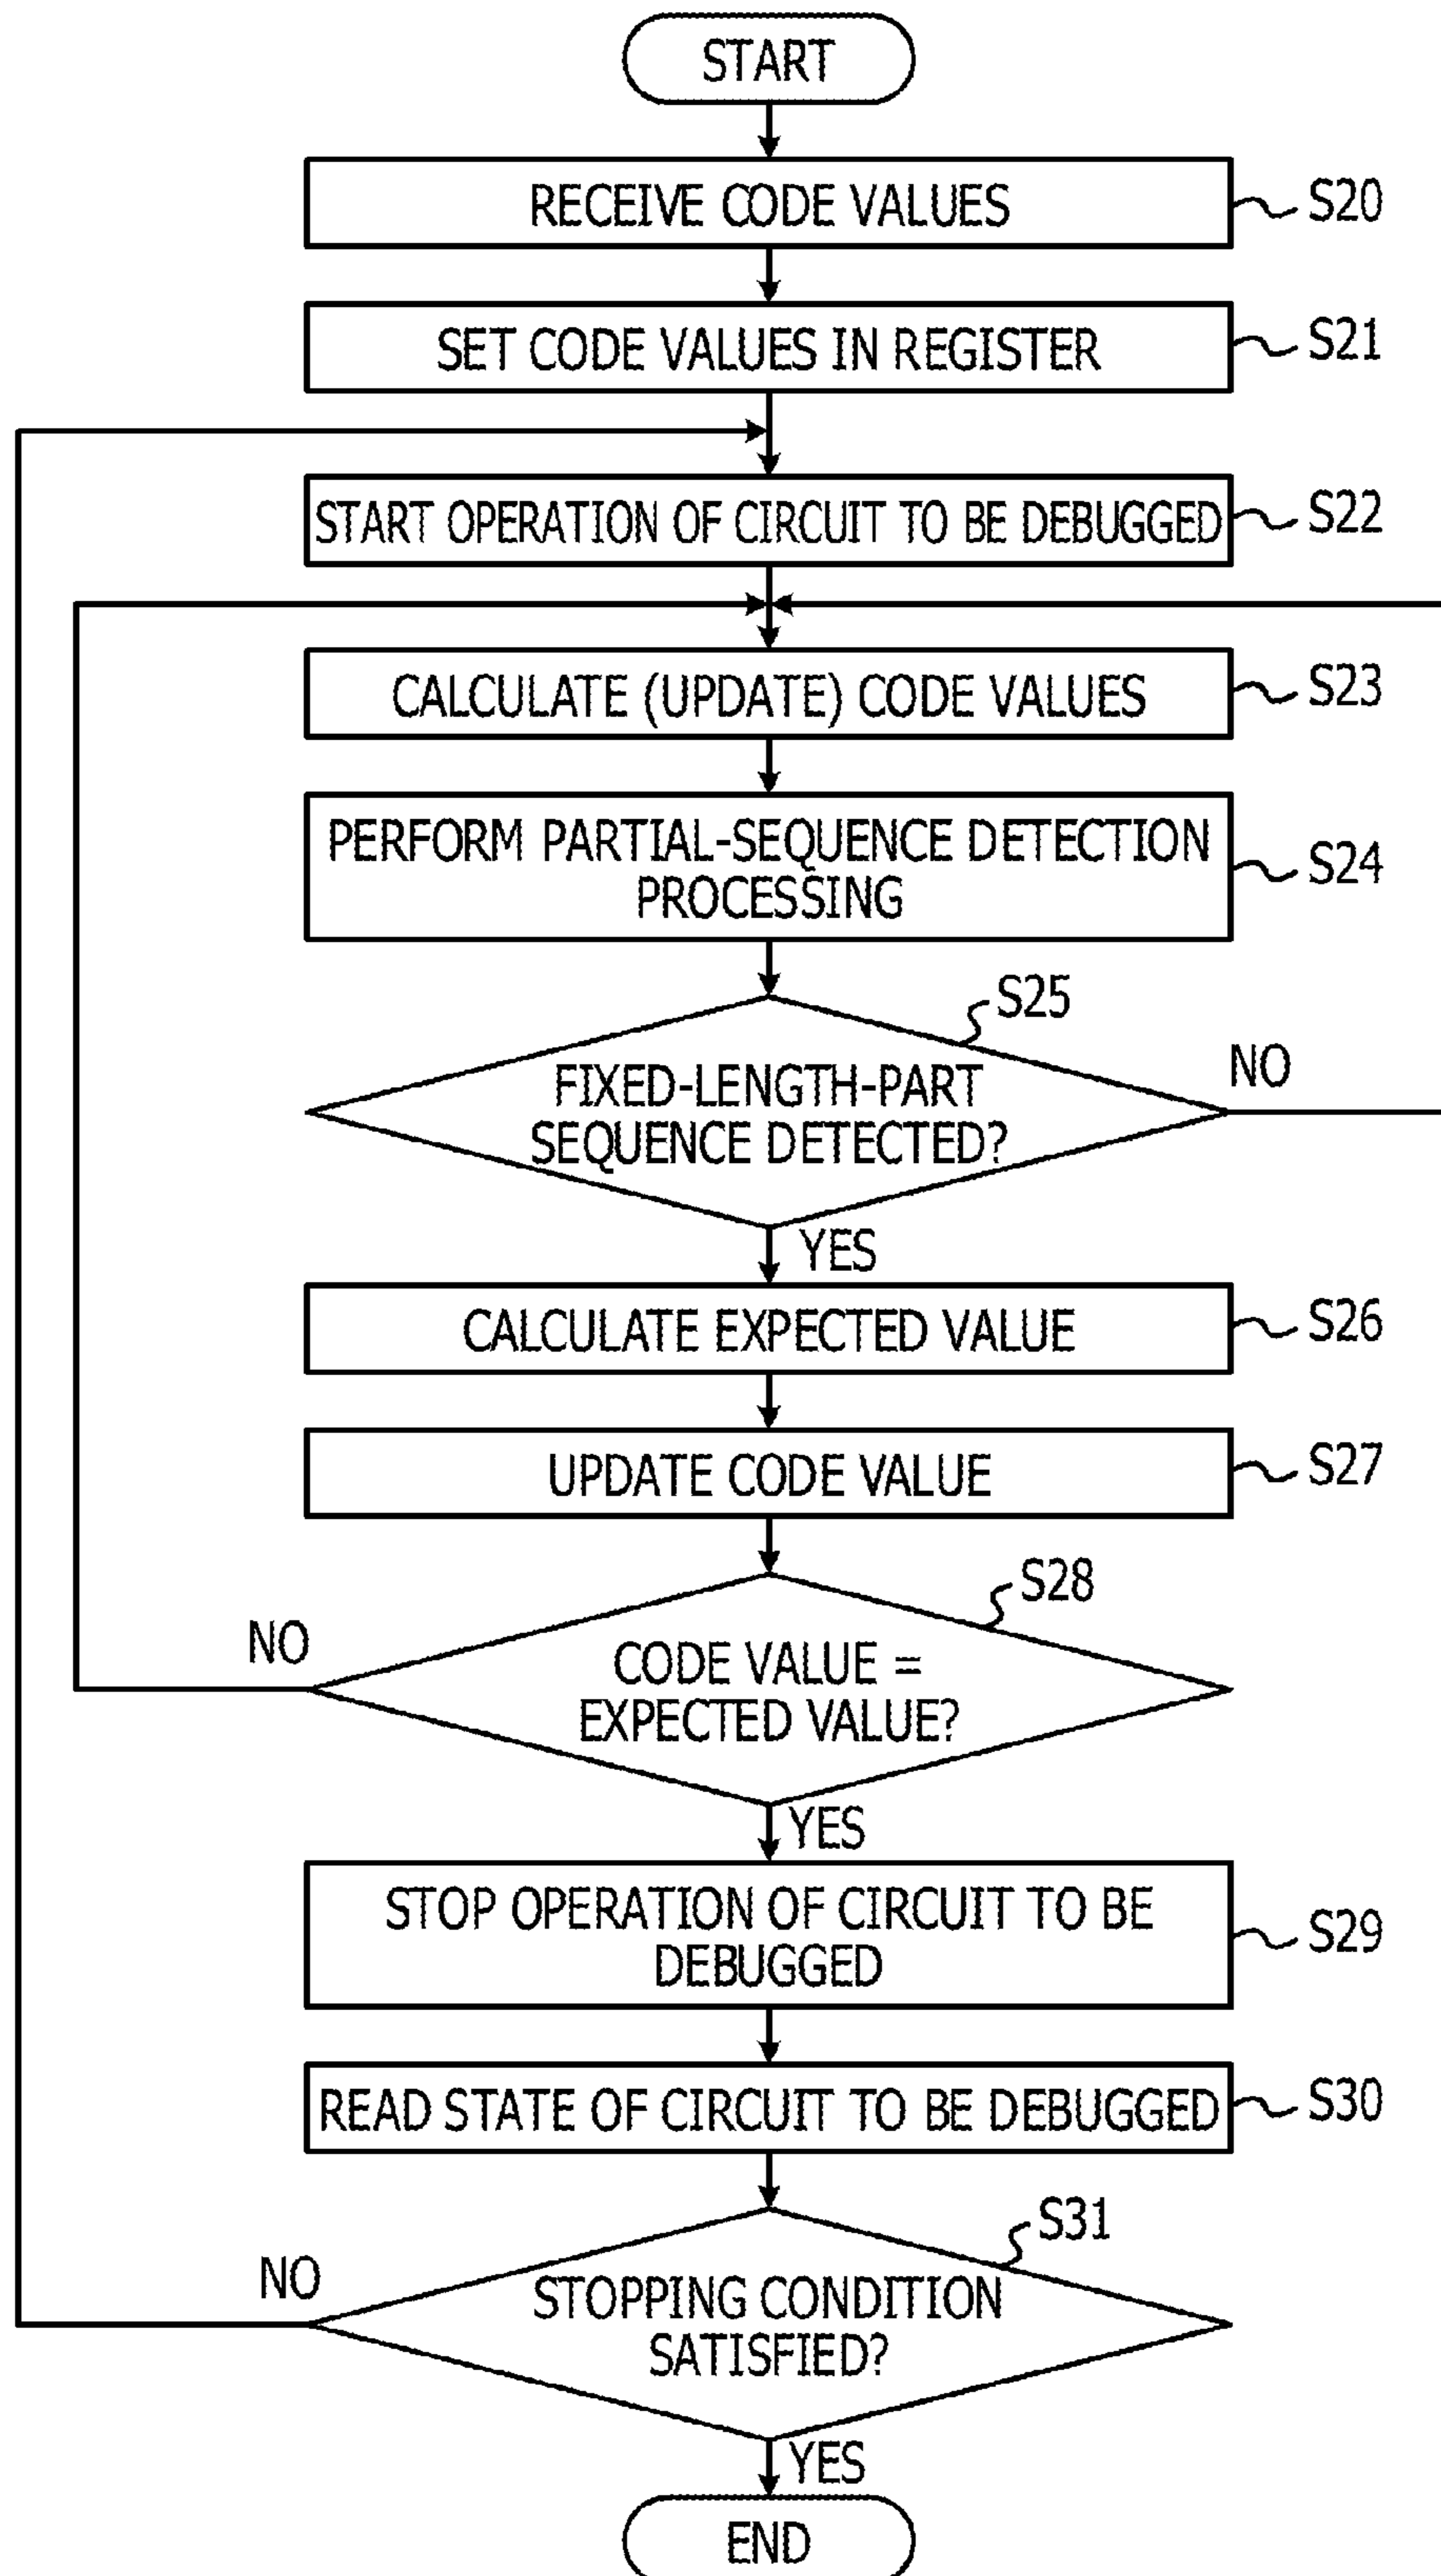 START
RECEIVE CODE VALUES
S20
SET CODE VALUES IN REGISTER
S21
START OPERATION OF CIRCUIT TO BE DEBUGGED
S22
CALCULATE (UPDATE) CODE VALUES
S23
PERFORM PARTIAL-SEQUENCE DETECTION
PROCESSING
S24
S25
FIXED-LENGTH-PART
SEQUENCE DETECTED?
NO
YES
CALCULATE EXPECTED VALUE
S26
UPDATE CODE VALUE
S27
S28
CODE VALUE =
EXPECTED VALUE?
NO
YES
STOP OPERATION OF CIRCUIT TO BE
DEBUGGED
S29
READ STATE OF CIRCUIT TO BE DEBUGGED
S30
S31
STOPPING CONDITION
SATISFIED?
NO
YES
END